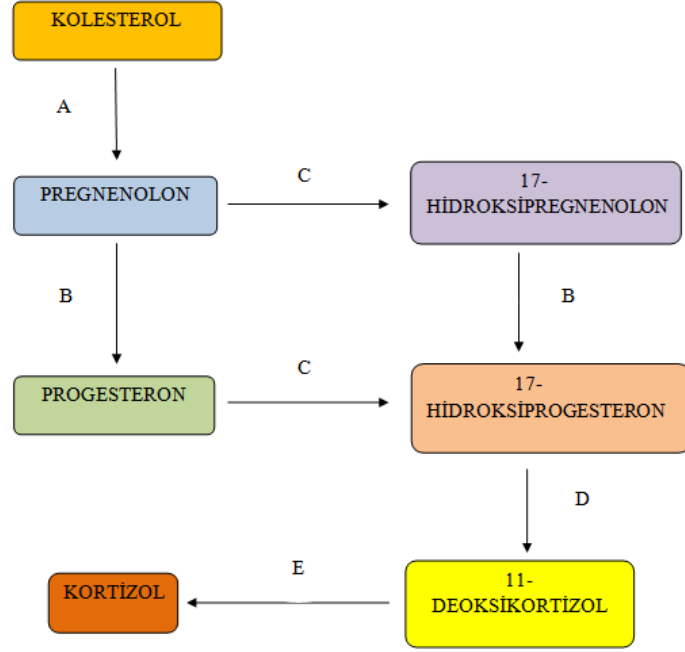 KOLESTEROL
A
C
PREGNENOLON
17-
HİDROKSİPREGNENOLON
B
B
C
PROGESTERON
17-
HİDROKSİPROGESTERON
D
E
KORTİZOL
11-
DEOKSİKORTİZOL